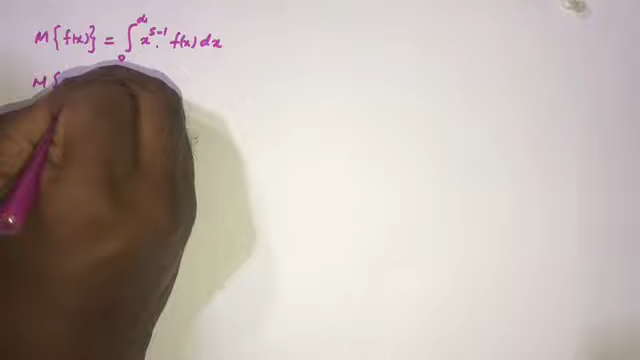 M{f(x)} = ∫₀^∞ x^{s-1} . f(x) dx
M{